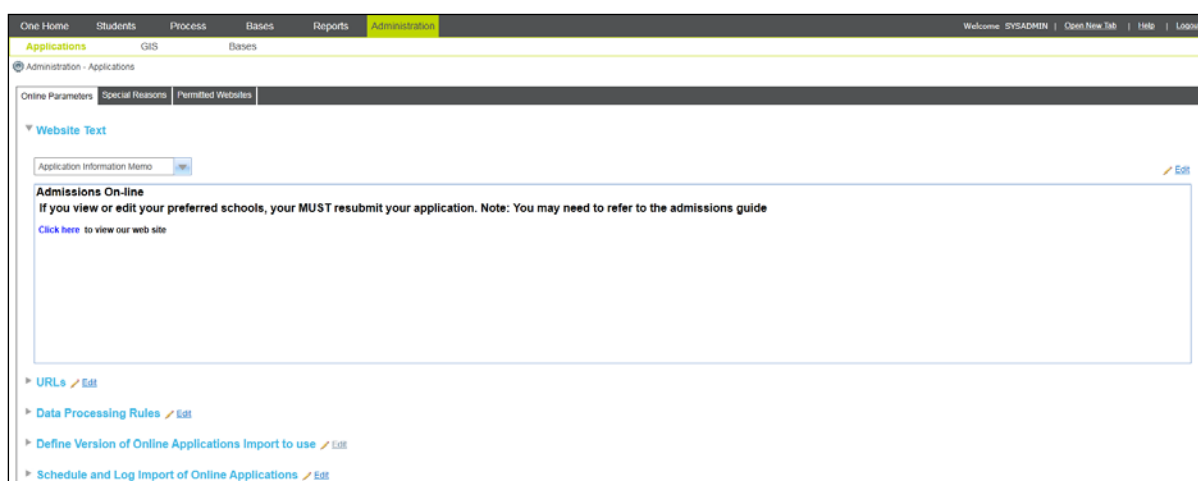 One Home Students Process Bases Reports Administration Welcome SYSADMIN | Open New Tab | Help | Logou
Applications GIS Bases
Administration - Applications
Online Parameters Special Reasons Permitted Websites
Website Text
Application Information Memo Edit
Admissions On-line
If you view or edit your preferred schools, your MUST resubmit your application. Note: You may need to refer to the admissions guide
Click here to view our web site
URLs Edit
Data Processing Rules Edit
Define Version of Online Applications Import to use Edit
Schedule and Log Import of Online Applications Edit